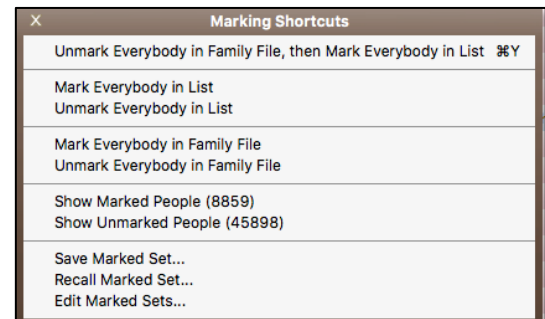 X Marking Shortcuts
Unmark Everybody in Family File, then Mark Everybody in List ⌘Y
Mark Everybody in List
Unmark Everybody in List
Mark Everybody in Family File
Unmark Everybody in Family File
Show Marked People (8859)
Show Unmarked People (45898)
Save Marked Set...
Recall Marked Set...
Edit Marked Sets...